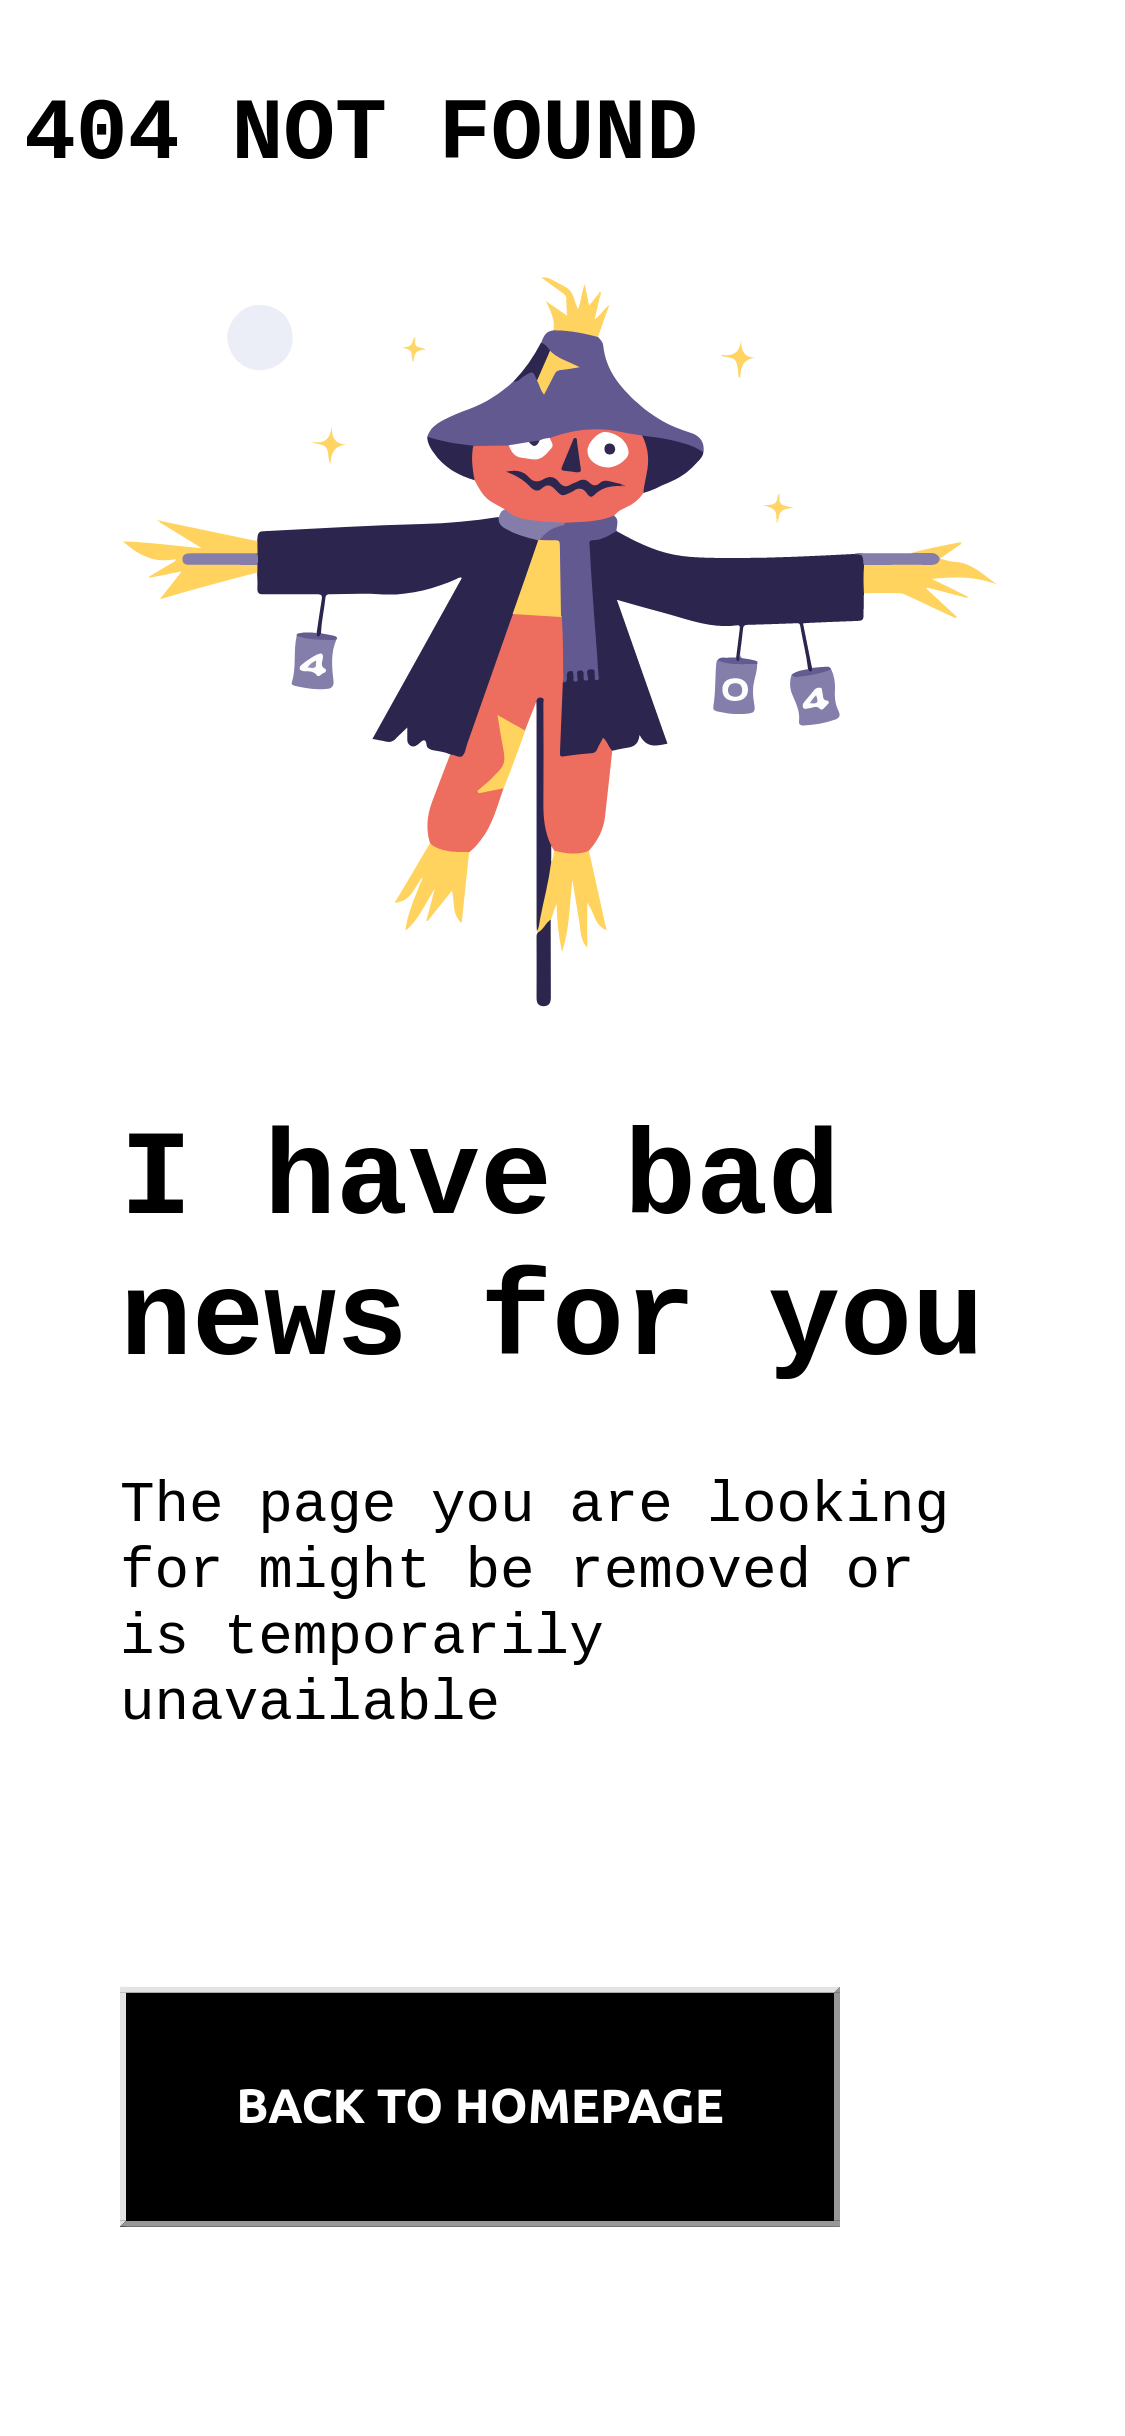 404 NOT FOUND
4
0
4
I have bad
news for you
The page you are looking
for might be removed or
is temporarily
unavailable
BACK TO HOMEPAGE